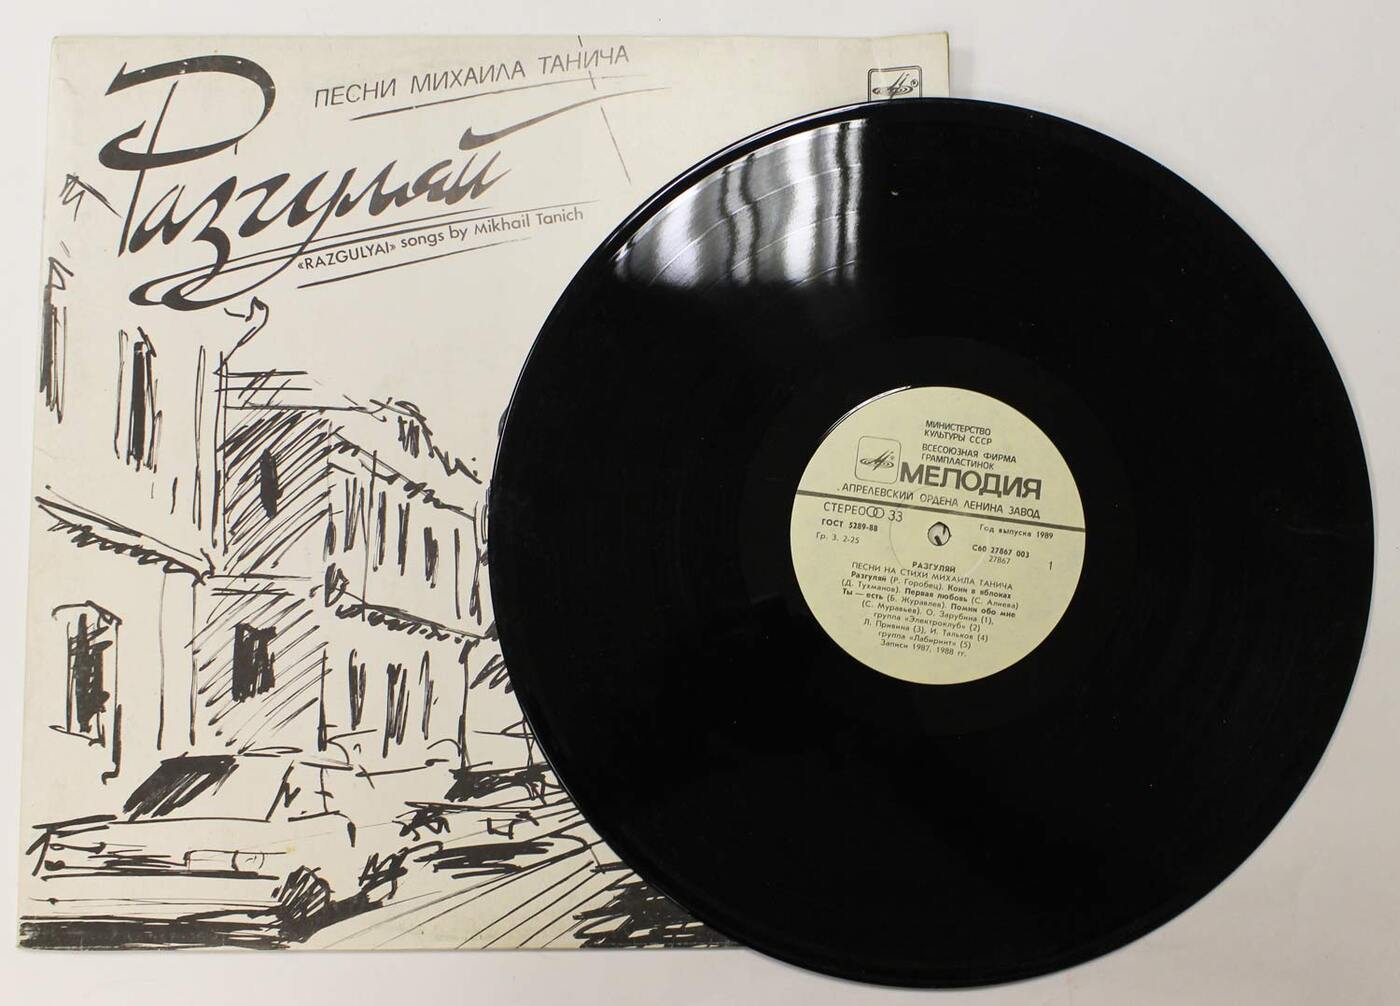 ПЕСНИ МИХАИЛА ТАНИЧА
Разгуляй
«RAZGULYAI» songs by Mikhail Tanich
МИНИСТЕРСТВО
КУЛЬТУРЫ СССР
ВСЕСОЮЗНАЯ ФИРМА
ГРАМПЛАСТИНОК
МЕЛОДИЯ
АПРЕЛЕВСКИЙ ОРДЕНА ЛЕНИНА ЗАВОД
СТЕРЕО 33
ГОСТ 5289-88
Гр. 3. 2-25
Год выпуска 1989
С60 27867 003
27867
1
РАЗГУЛЯЙ
ПЕСНИ НА СТИХИ МИХАИЛА ТАНИЧА
Разгуляй (Р. Горобец). Кони в яблоках
(Д. Тухманов). Первая любовь (С. Алиева)
Ты — есть (Б. Журавлев). Помни обо мне
(С. Муравьев). О. Зарубина (1),
группа «Электроклуб» (2)
Л. Привина (3), И. Тальков (4)
группа «Лабиринт» (5)
Записи 1987, 1988 гг.